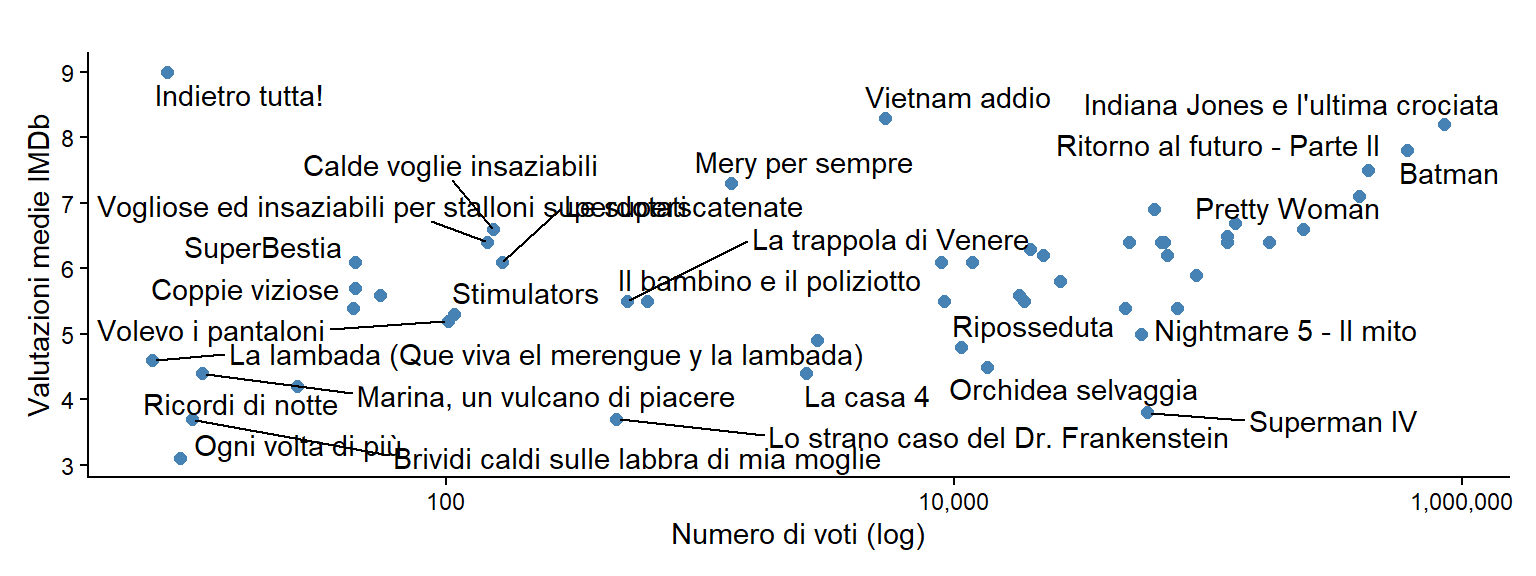 9
Indietro tutta!
Vietnam addio
Indiana Jones e l'ultima crociata
8
Ritorno al futuro - Parte II
Calde voglie insaziabili
Mery per sempre
Batman
7
Vogliose ed insaziabili per stalloni superdotati
Le superscatenate
Pretty Woman
SuperBestia
La trappola di Venere
6
Coppie viziose
Stimulators
Il bambino e il poliziotto
Volevo i pantaloni
Riposseduta
Nightmare 5 - Il mito
5
La lambada (Que viva el merengue y la lambada)
Marina, un vulcano di piacere
La casa 4
Orchidea selvaggia
4
Ricordi di notte
Superman IV
Ogni volta di più
Lo strano caso del Dr. Frankenstein
Brividi caldi sulle labbra di mia moglie
3
100
10,000
1,000,000
Numero di voti (log)
Valutazioni medie IMDb